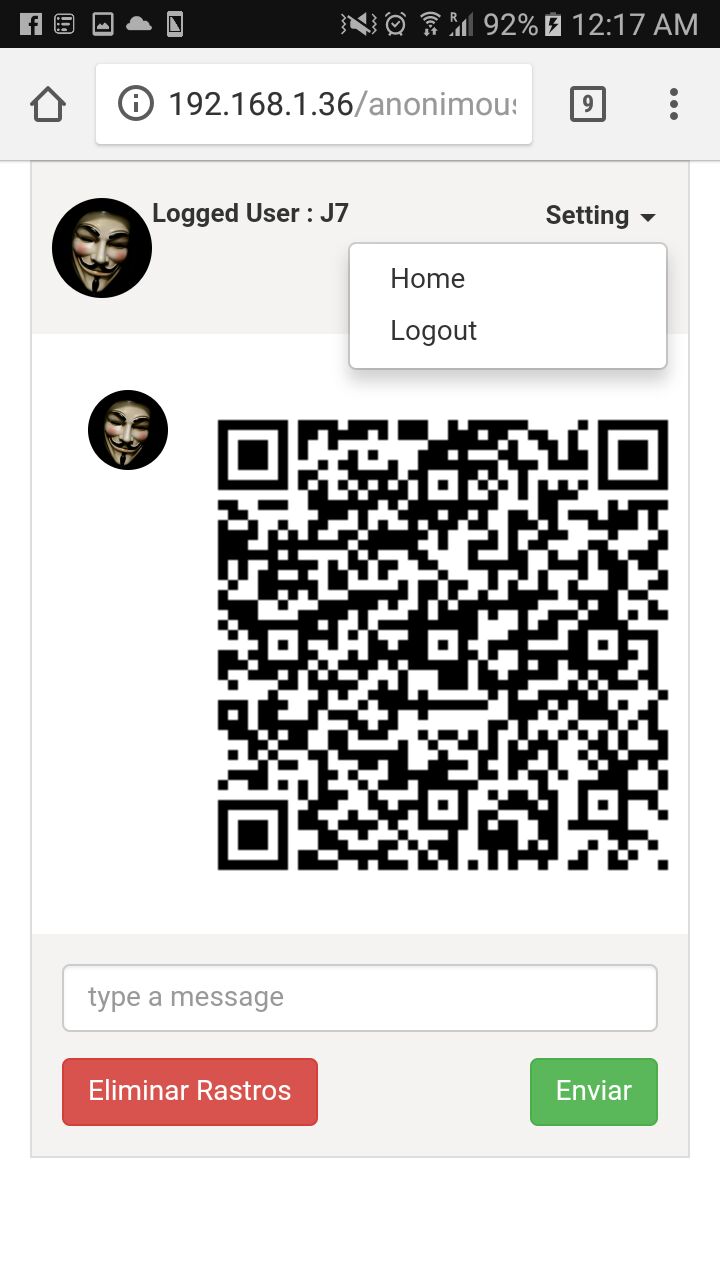 92% 12:17 AM
192.168.1.36/anonimous
9
Logged User : J7
Setting
Home
Logout
type a message
Eliminar Rastros
Enviar